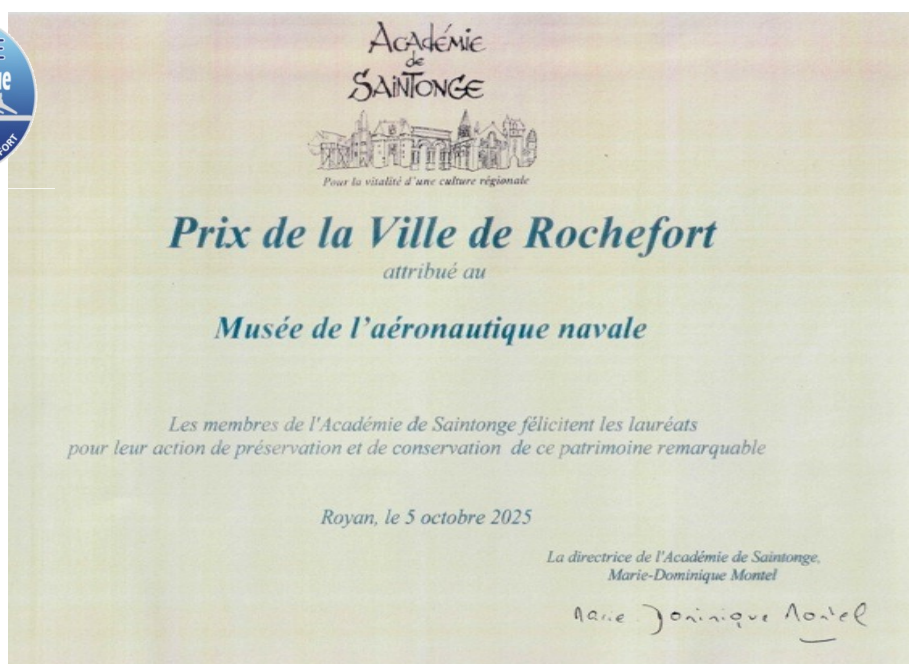 Académie
de
SAINTONGE
Pour la vitalité d'une culture régionale
Prix de la Ville de Rochefort
attribué au
Musée de l'aéronautique navale
Les membres de l'Académie de Saintonge félicitent les lauréats
pour leur action de préservation et de conservation de ce patrimoine remarquable
Royan, le 5 octobre 2025
La directrice de l'Académie de Saintonge,
Marie-Dominique Montel
Marie Dominique Montel